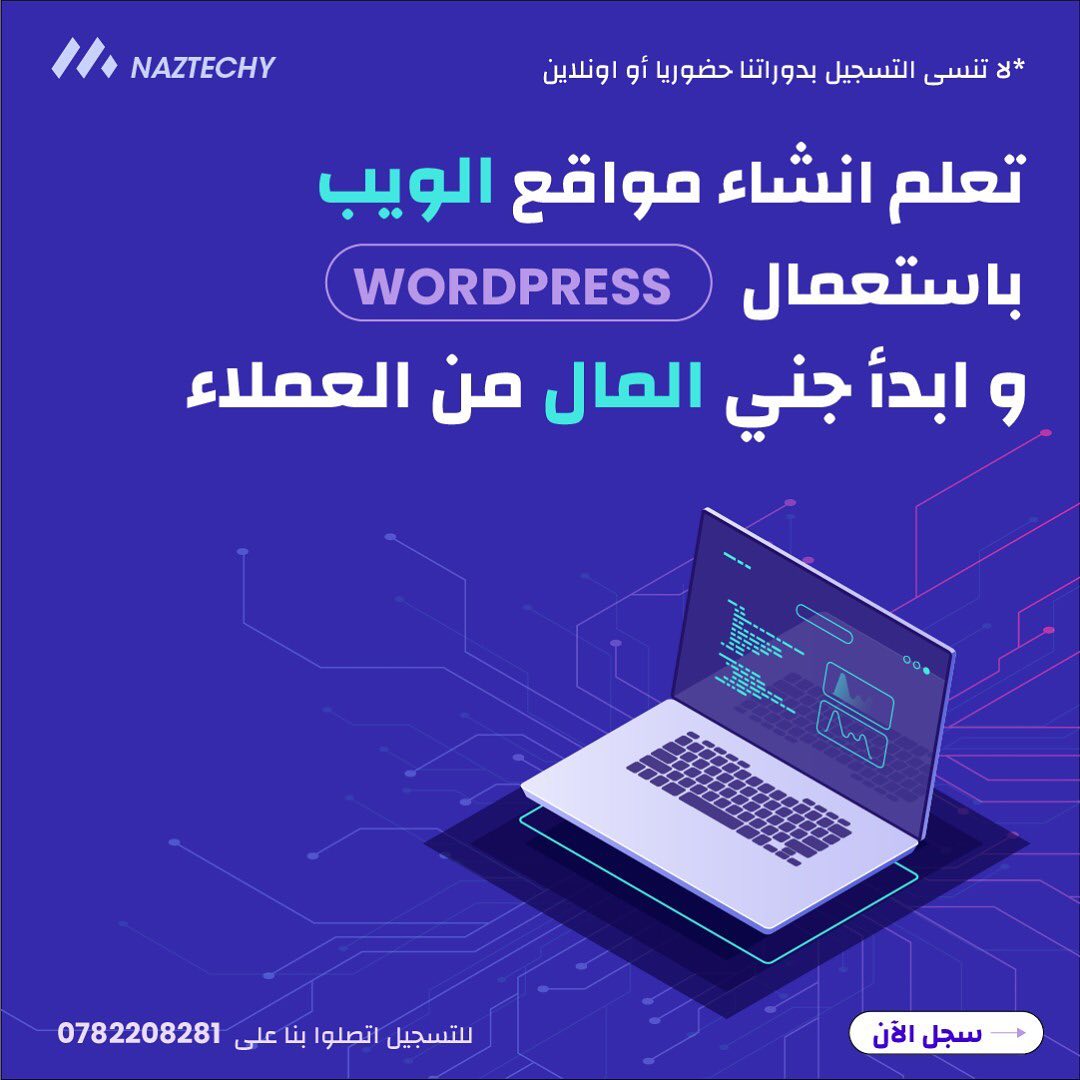 NAZTECHY
*لا تنسى التسجيل بدوراتنا حضوريا أو اونلاين
تعلم انشاء مواقع الويب
باستعمال WORDPRESS
و ابدأ جني المال من العملاء
سجل الآن
للتسجيل اتصلوا بنا على 0782208281